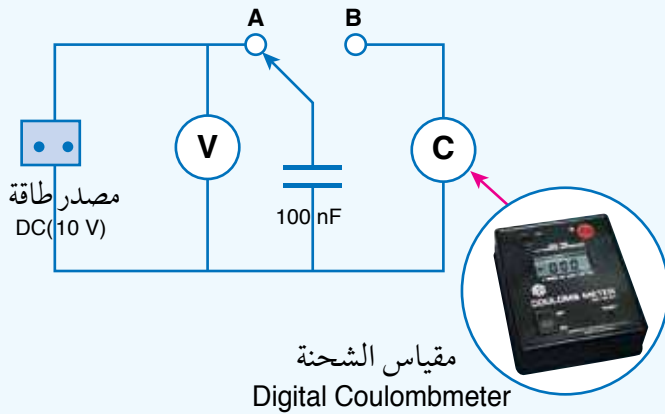 A
B
V
C
مصدر طاقة
DC(10 V)
100 nF
COULOMB METER
مقياس الشحنة
Digital Coulombmeter